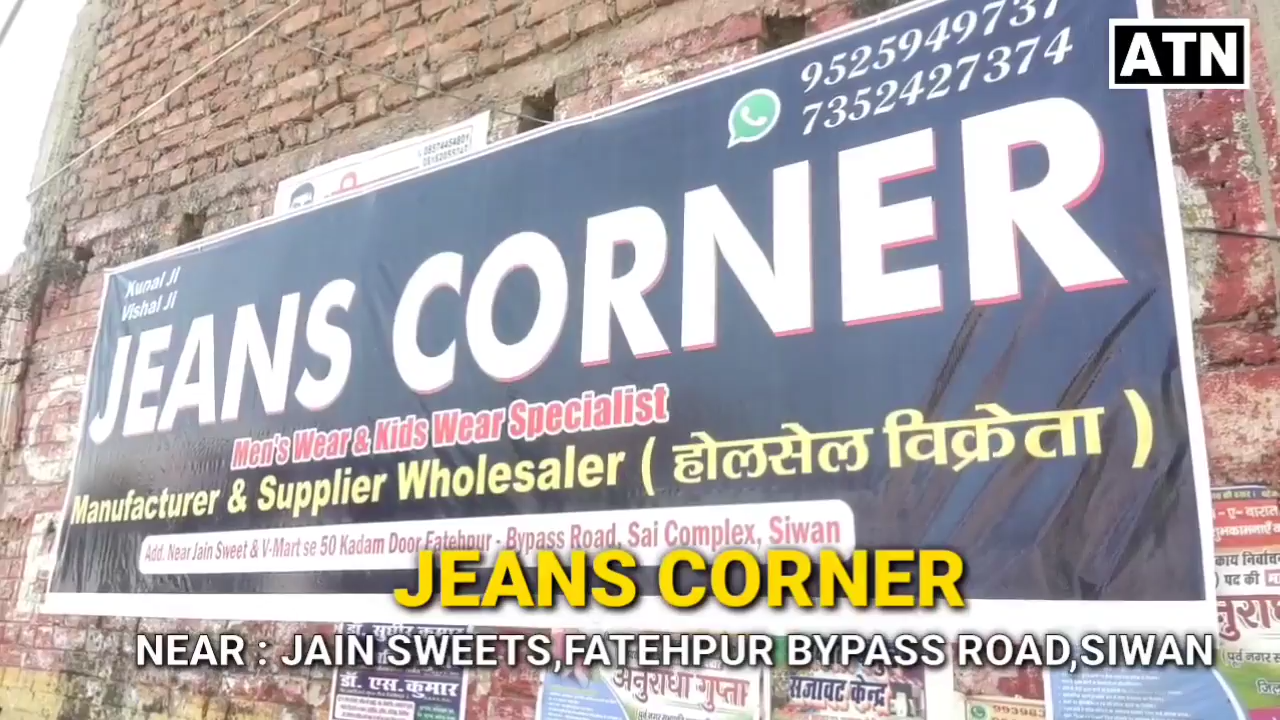 ATN
9525949737
7352427374
Kunal Ji
Vishal Ji
JEANS CORNER
Men's Wear & Kids Wear Specialist
Manufacturer & Supplier Wholesaler ( होलसेल विक्रेता )
Add. Near Jain Sweet & V-Mart se 50 Kadam Door Fatehpur - Bypass Road, Sai Complex, Siwan
JEANS CORNER
NEAR : JAIN SWEETS,FATEHPUR BYPASS ROAD,SIWAN
डॉ. सुधीर कुमार
डॉ. एस. कुमार
अनुराधा गुप्ता
सजावट केन्द्र
पद की